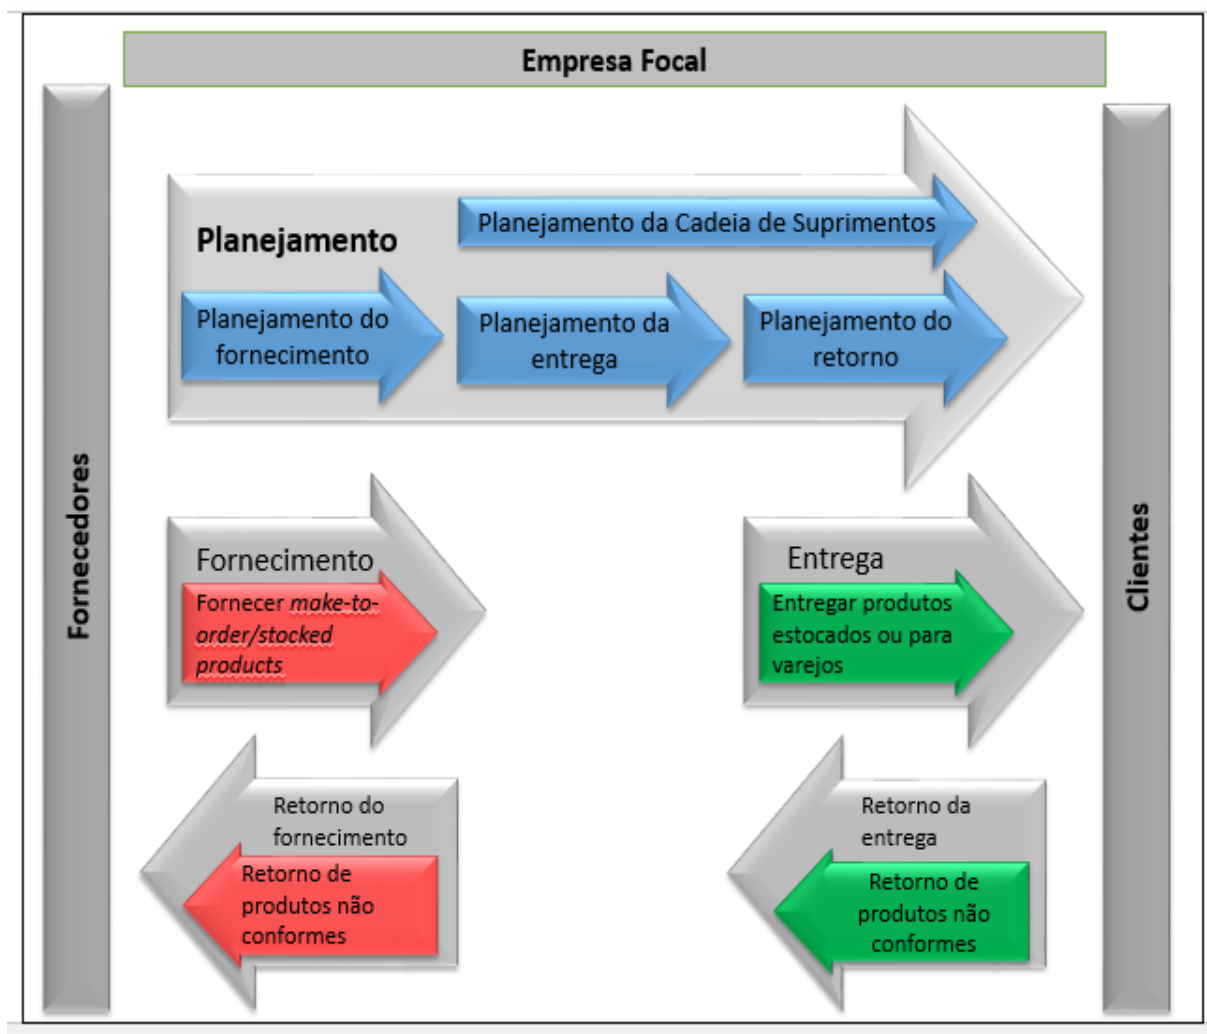 Empresa Focal
Fornecedores
Planejamento
Planejamento da Cadeia de Suprimentos
Planejamento do
fornecimento
Planejamento da
entrega
Planejamento do
retorno
Fornecimento
Fornecer make-to-
order/stocked
products
Entrega
Entregar produtos
estocados ou para
varejos
Retorno do
fornecimento
Retorno de
produtos não
conformes
Retorno da
entrega
Retorno de
produtos não
conformes
Clientes